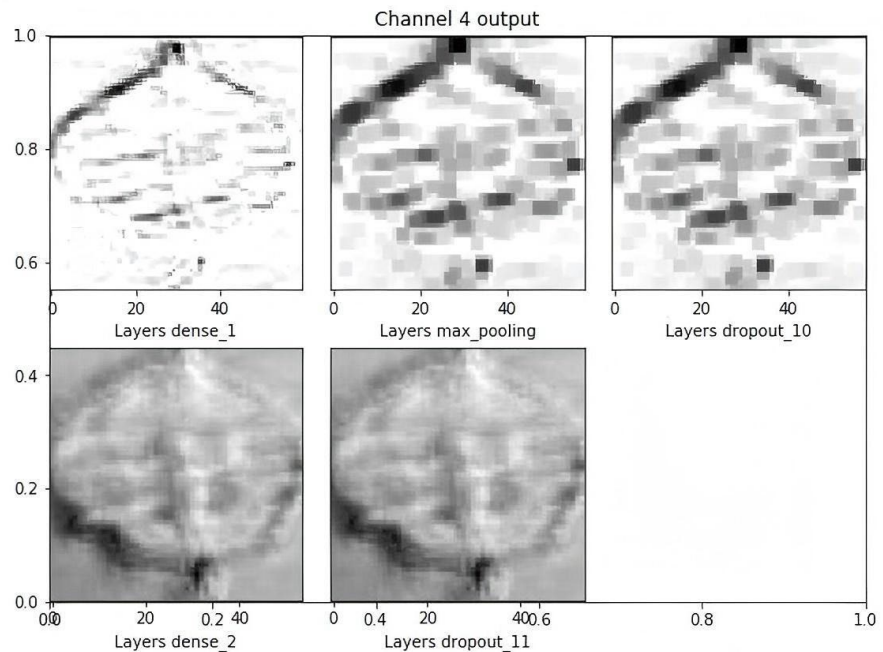 Channel 4 output
1.0
0.8
0.6
0 20 40
Layers dense_1
0 20 40
Layers max_pooling
0 20 40
Layers dropout_10
0.4
0.2
0.0
0 20 40
Layers dense_2
0 20 40
Layers dropout_11
0.0 0.2 0.4 0.6 0.8 1.0